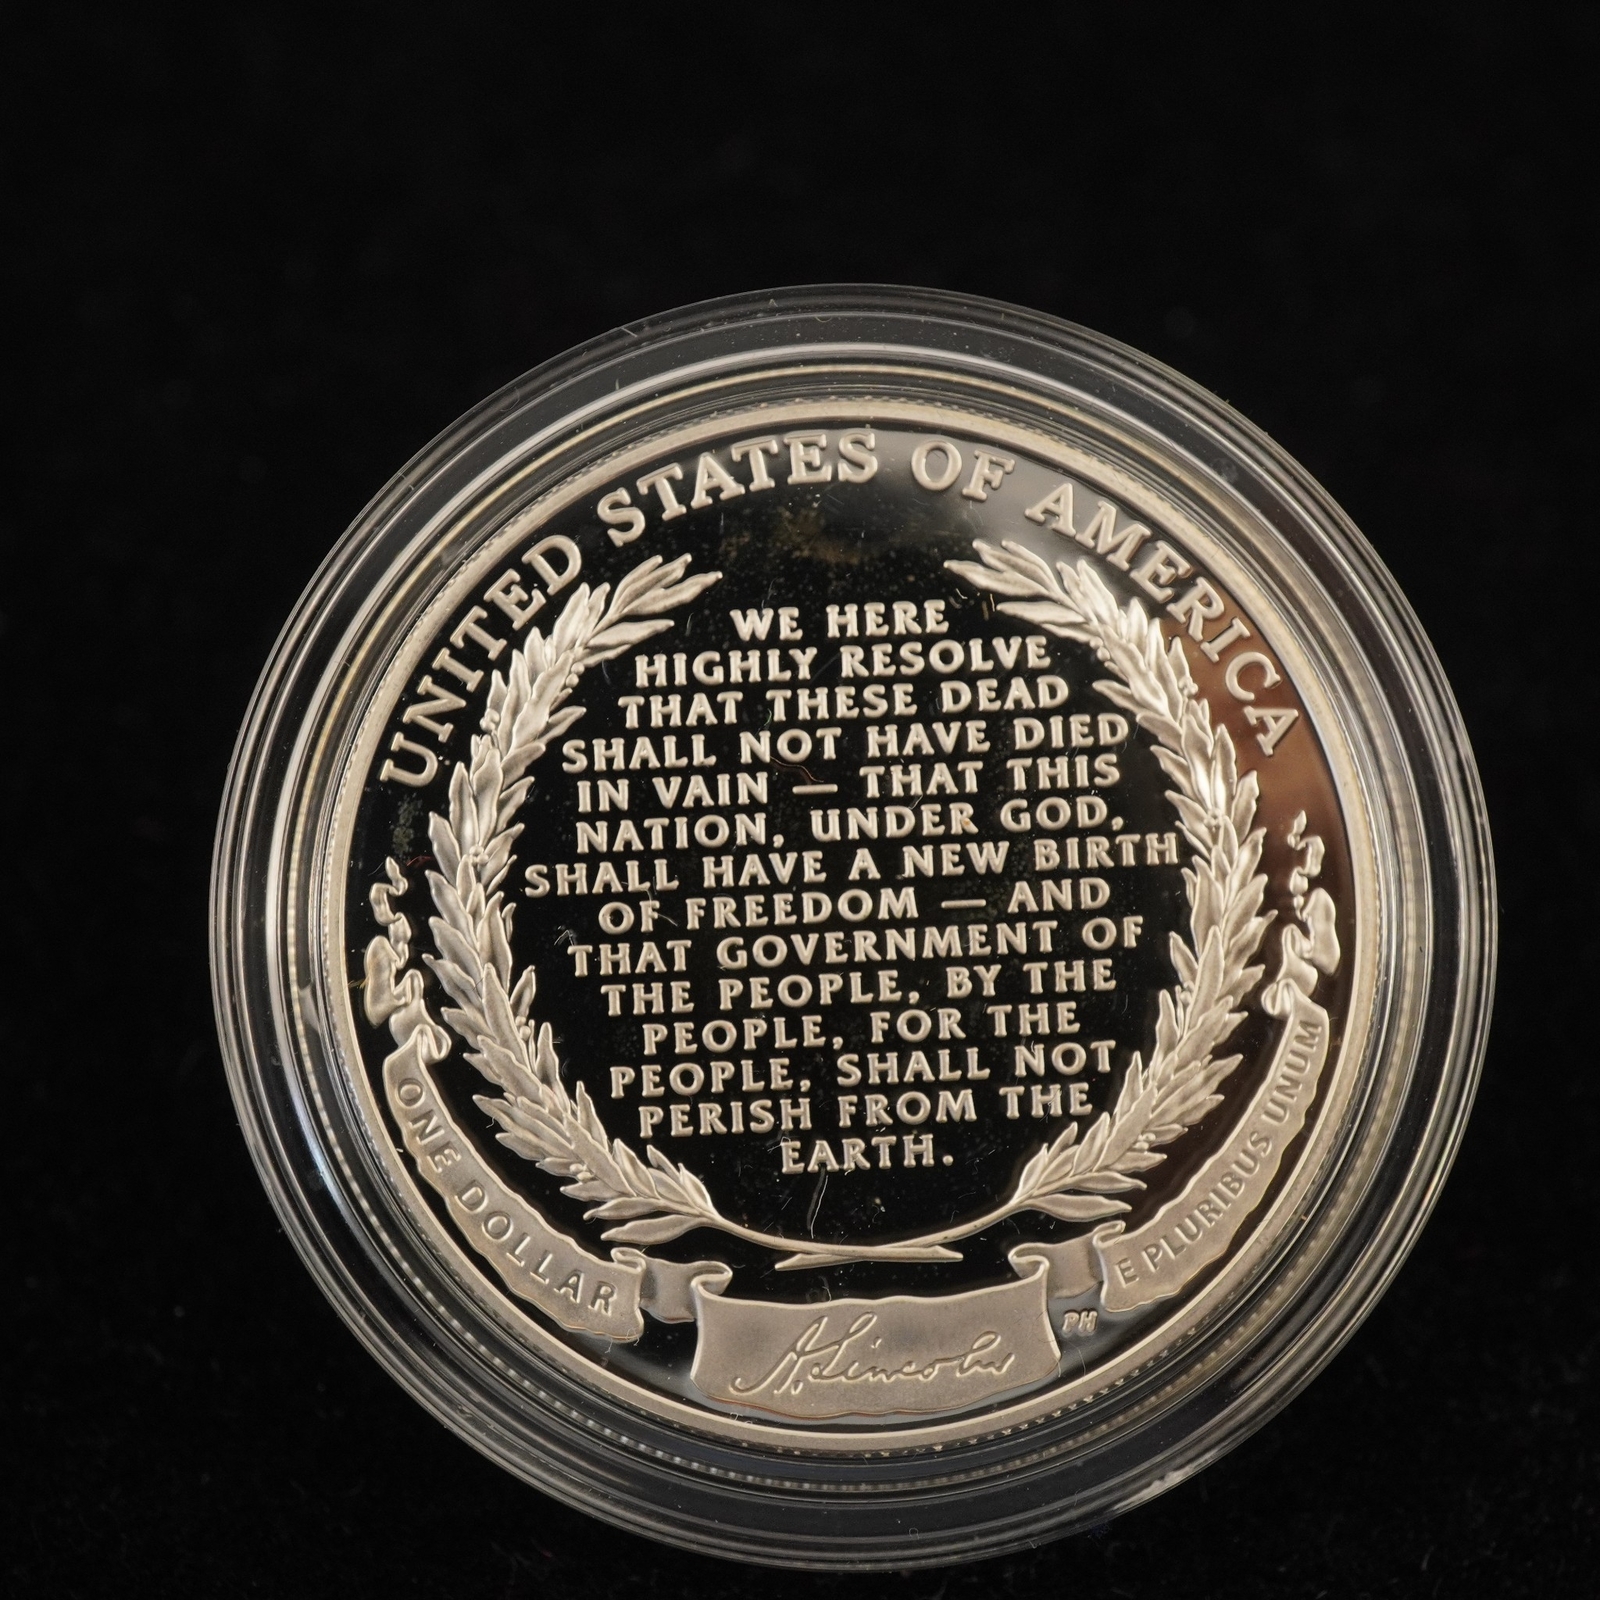 UNITED STATES OF AMERICA
WE HERE
HIGHLY RESOLVE
THAT THESE DEAD
SHALL NOT HAVE DIED
IN VAIN — THAT THIS
NATION, UNDER GOD,
SHALL HAVE A NEW BIRTH
OF FREEDOM — AND
THAT GOVERNMENT OF
THE PEOPLE, BY THE
PEOPLE, FOR THE
PEOPLE, SHALL NOT
PERISH FROM THE
EARTH.
ONE DOLLAR
A. Lincoln
PH
E PLURIBUS UNUM